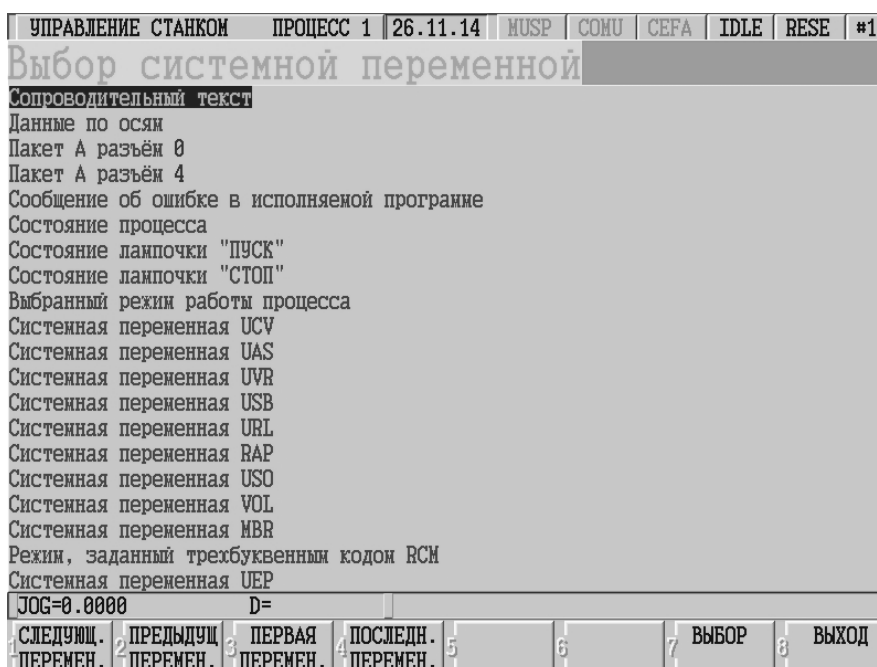 УПРАВЛЕНИЕ СТАНКОМ ПРОЦЕСС 1 26.11.14 MUSP COMU CEFA IDLE RESE #1
Выбор системной переменной
Сопроводительный текст
Данные по осям
Пакет А разъём 0
Пакет А разъём 4
Сообщение об ошибке в исполняемой программе
Состояние процесса
Состояние лампочки "ПУСК"
Состояние лампочки "СТОП"
Выбранный режим работы процесса
Системная переменная UCV
Системная переменная UAS
Системная переменная UVR
Системная переменная USB
Системная переменная URL
Системная переменная RAP
Системная переменная USO
Системная переменная VOL
Системная переменная MBR
Режим, заданный трехбуквенным кодом RCM
Системная переменная UEP
JOG=0.0000 D=
1 СЛЕДУЮЩ. 2 ПРЕДЫДУЩ 3 ПЕРВАЯ 4 ПОСЛЕДН. 5 6 7 ВЫБОР 8 ВЫХОД
ПЕРЕМЕН. ПЕРЕМЕН. ПЕРЕМЕН. ПЕРЕМЕН.